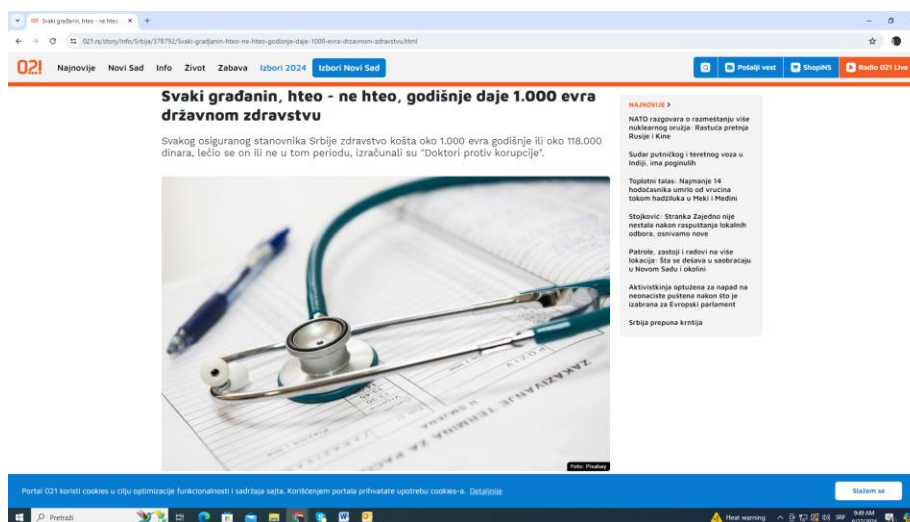 021 Svaki građanin, hteo - ne hteo,
021.rs/story/Info/Srbija/378792/Svaki-gradjanin-hteo-ne-hteo-godisnje-daje-1000-evra-drzavnom-zdravstvu.html
021 Najnovije Novi Sad Info Život Zabava Izbori 2024 Izbori Novi Sad Pošalji vest ShopiNS Radio 021 Live
Svaki građanin, hteo - ne hteo, godišnje daje 1.000 evra
državnom zdravstvu
Svakog osiguranog stanovnika Srbije zdravstvo košta oko 1.000 evra godišnje ili oko 118.000
dinara, lečio se on ili ne u tom periodu, izračunali su "Doktori protiv korupcije".
ZAKAZIVANJE TERMINA ZA
U SMJENA
POZIV
Foto: Pixabay
NAJNOVIJE >
NATO razgovara o razmeštanju više
nuklearnog oružja: Rastuća pretnja
Rusije i Kine
Sudar putničkog i teretnog voza u
Indiji, ima poginulih
Toplotni talas: Najmanje 14
hodočasnika umrlo od vrućina
tokom hadžiluka u Meki i Medini
Stojković: Stranka Zajedno nije
nestala nakon raspuštanja lokalnih
odbora, osnivamo nove
Patrole, zastoji i radovi na više
lokacija: Šta se dešava u saobraćaju
u Novom Sadu i okolini
Aktivistkinja optužena za napad na
neonaciste puštena nakon što je
izabrana za Evropski parlament
Srbija prepuna krntija
Portal 021 koristi cookies u cilju optimizacije funkcionalnosti i sadržaja sajta. Korišćenjem portala prihvatate upotrebu cookies-a. Detaljnije
Slažem se
Pretraži Heat warning SRP 9:45 AM
6/17/2024